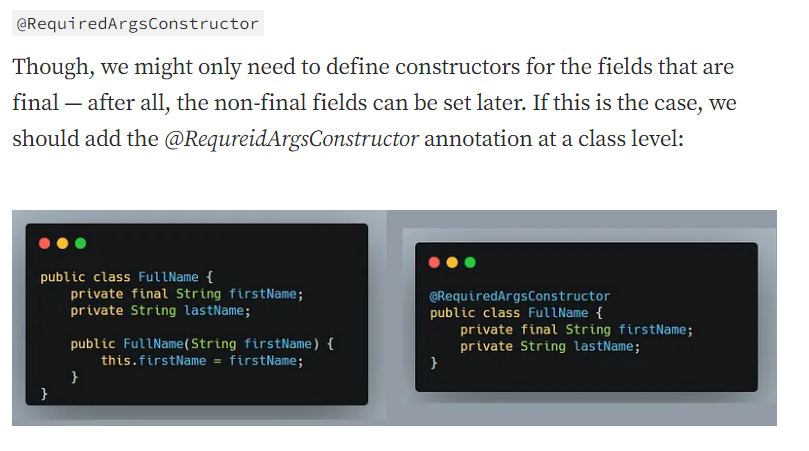 @RequiredArgsConstructor
Though, we might only need to define constructors for the fields that are
final — after all, the non-final fields can be set later. If this is the case, we
should add the @RequreidArgsConstructor annotation at a class level:
public class FullName {
    private final String firstName;
    private String lastName;
    public FullName(String firstName) {
        this.firstName = firstName;
    }
}
@RequiredArgsConstructor
public class FullName {
    private final String firstName;
    private String lastName;
}